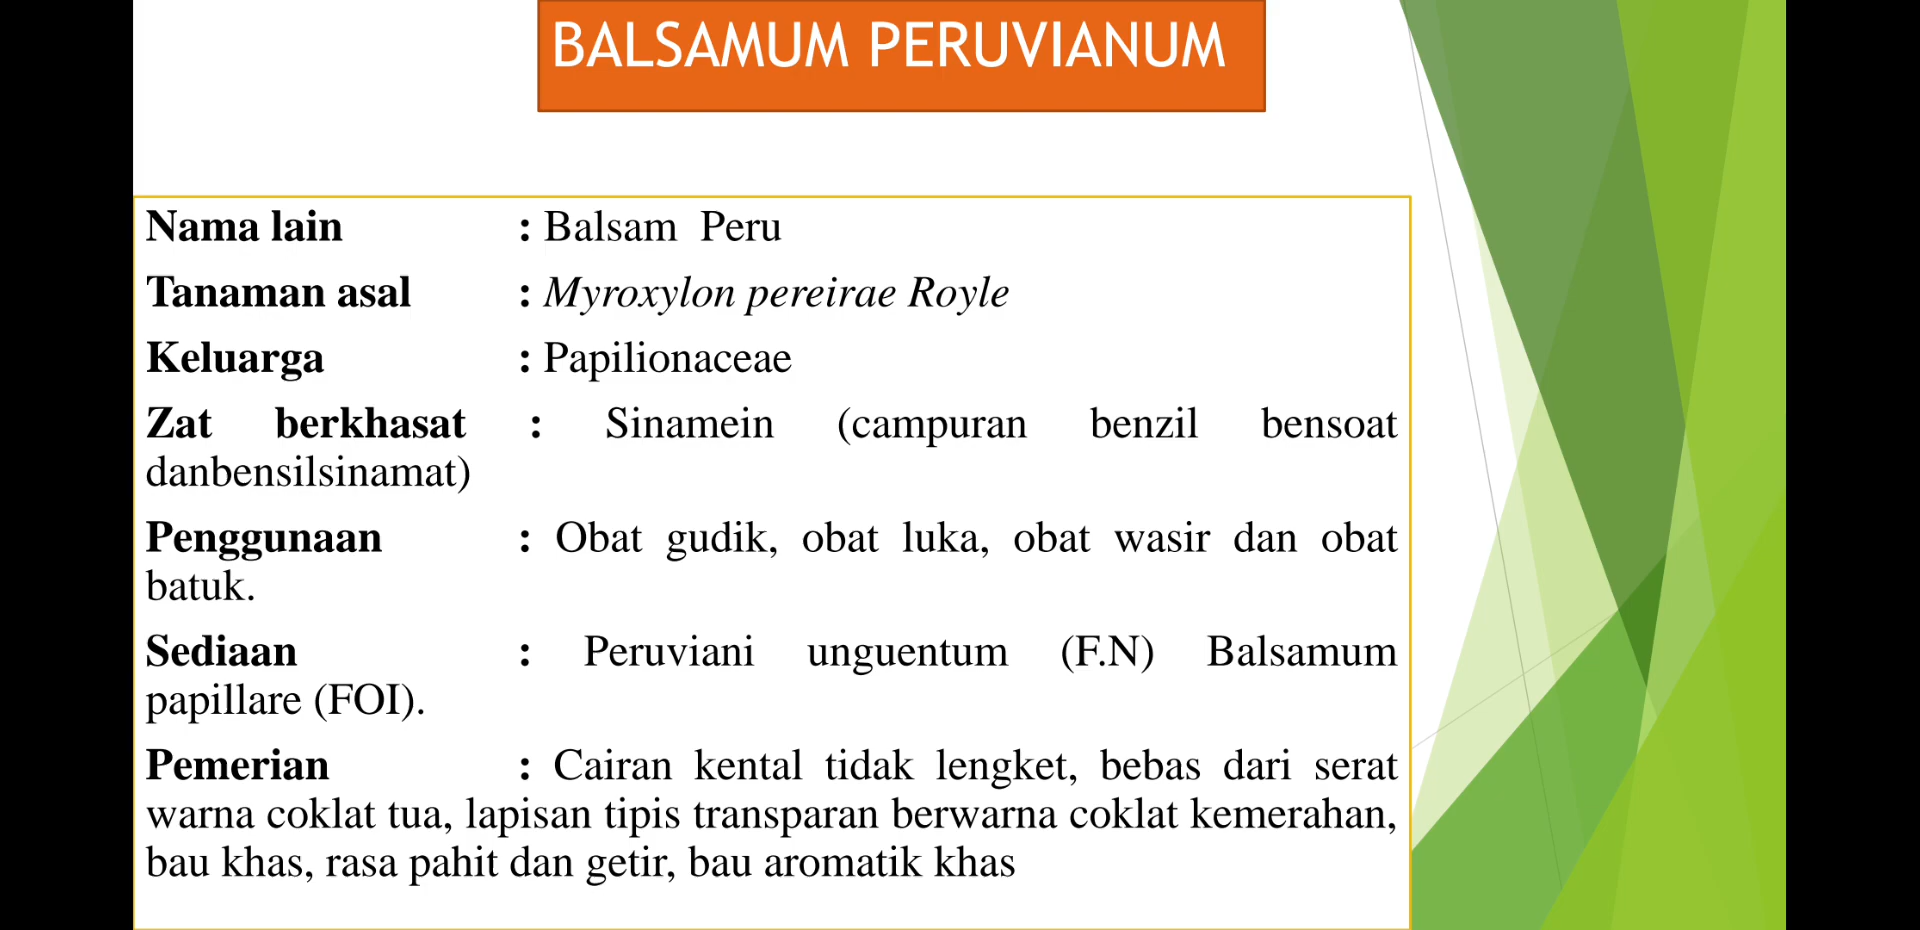 BALSAMUM PERUVIANUM
Nama lain : Balsam Peru
Tanaman asal : Myroxylon pereirae Royle
Keluarga : Papilionaceae
Zat berkhasat : Sinamein (campuran benzil bensoat
danbensilsinamat)
Penggunaan : Obat gudik, obat luka, obat wasir dan obat
batuk.
Sediaan : Peruviani unguentum (F.N) Balsamum
papillare (FOI).
Pemerian : Cairan kental tidak lengket, bebas dari serat
warna coklat tua, lapisan tipis transparan berwarna coklat kemerahan,
bau khas, rasa pahit dan getir, bau aromatik khas